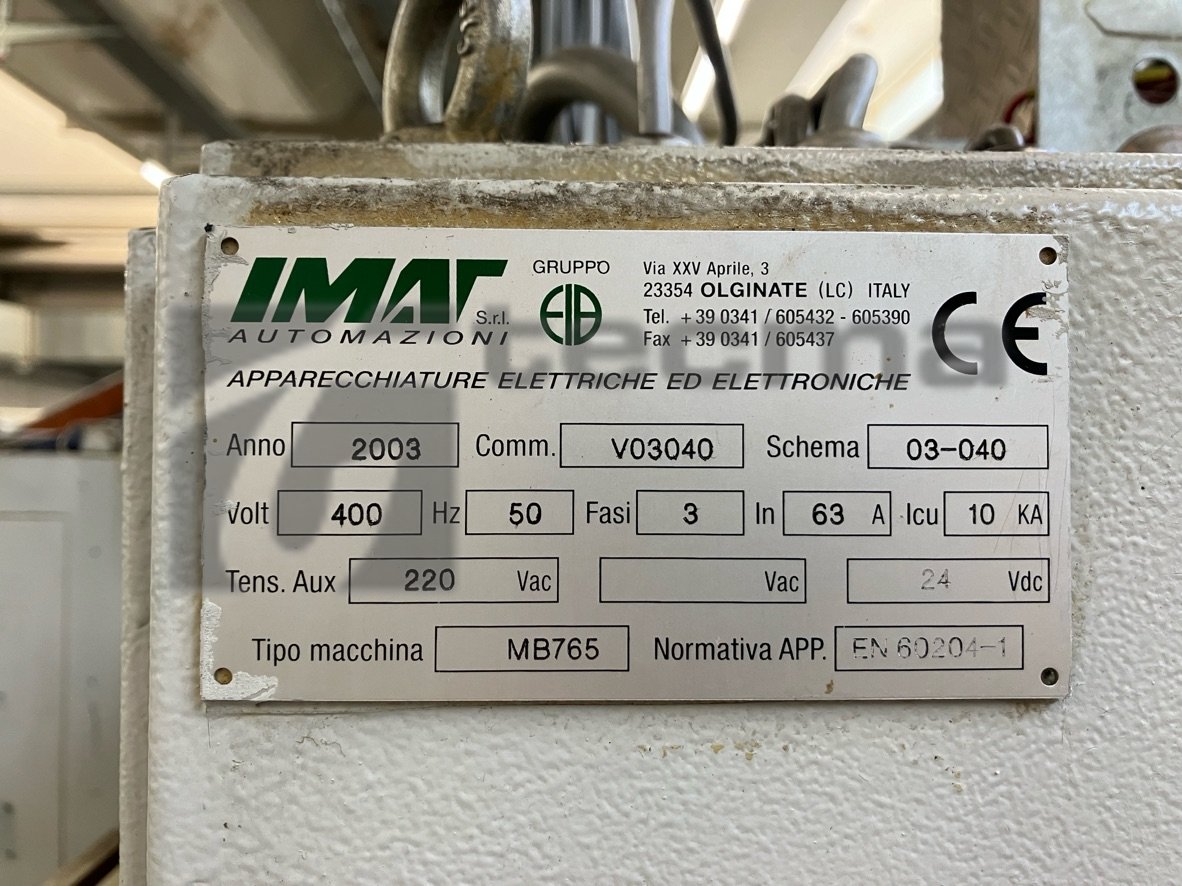 IMAT S.r.l.
AUTOMAZIONI
GRUPPO
EIB
Via XXV Aprile, 3
23354 OLGINATE (LC) ITALY
Tel. +39 0341 / 605432 - 605390
Fax +39 0341 / 605437
CE
APPARECCHIATURE ELETTRICHE ED ELETTRONICHE
Anno 2003 Comm. V03040 Schema 03-040
Volt 400 Hz 50 Fasi 3 In 63 A Icu 10 KA
Tens. Aux 220 Vac Vac 24 Vdc
Tipo macchina MB765 Normativa APP. EN 60204-1